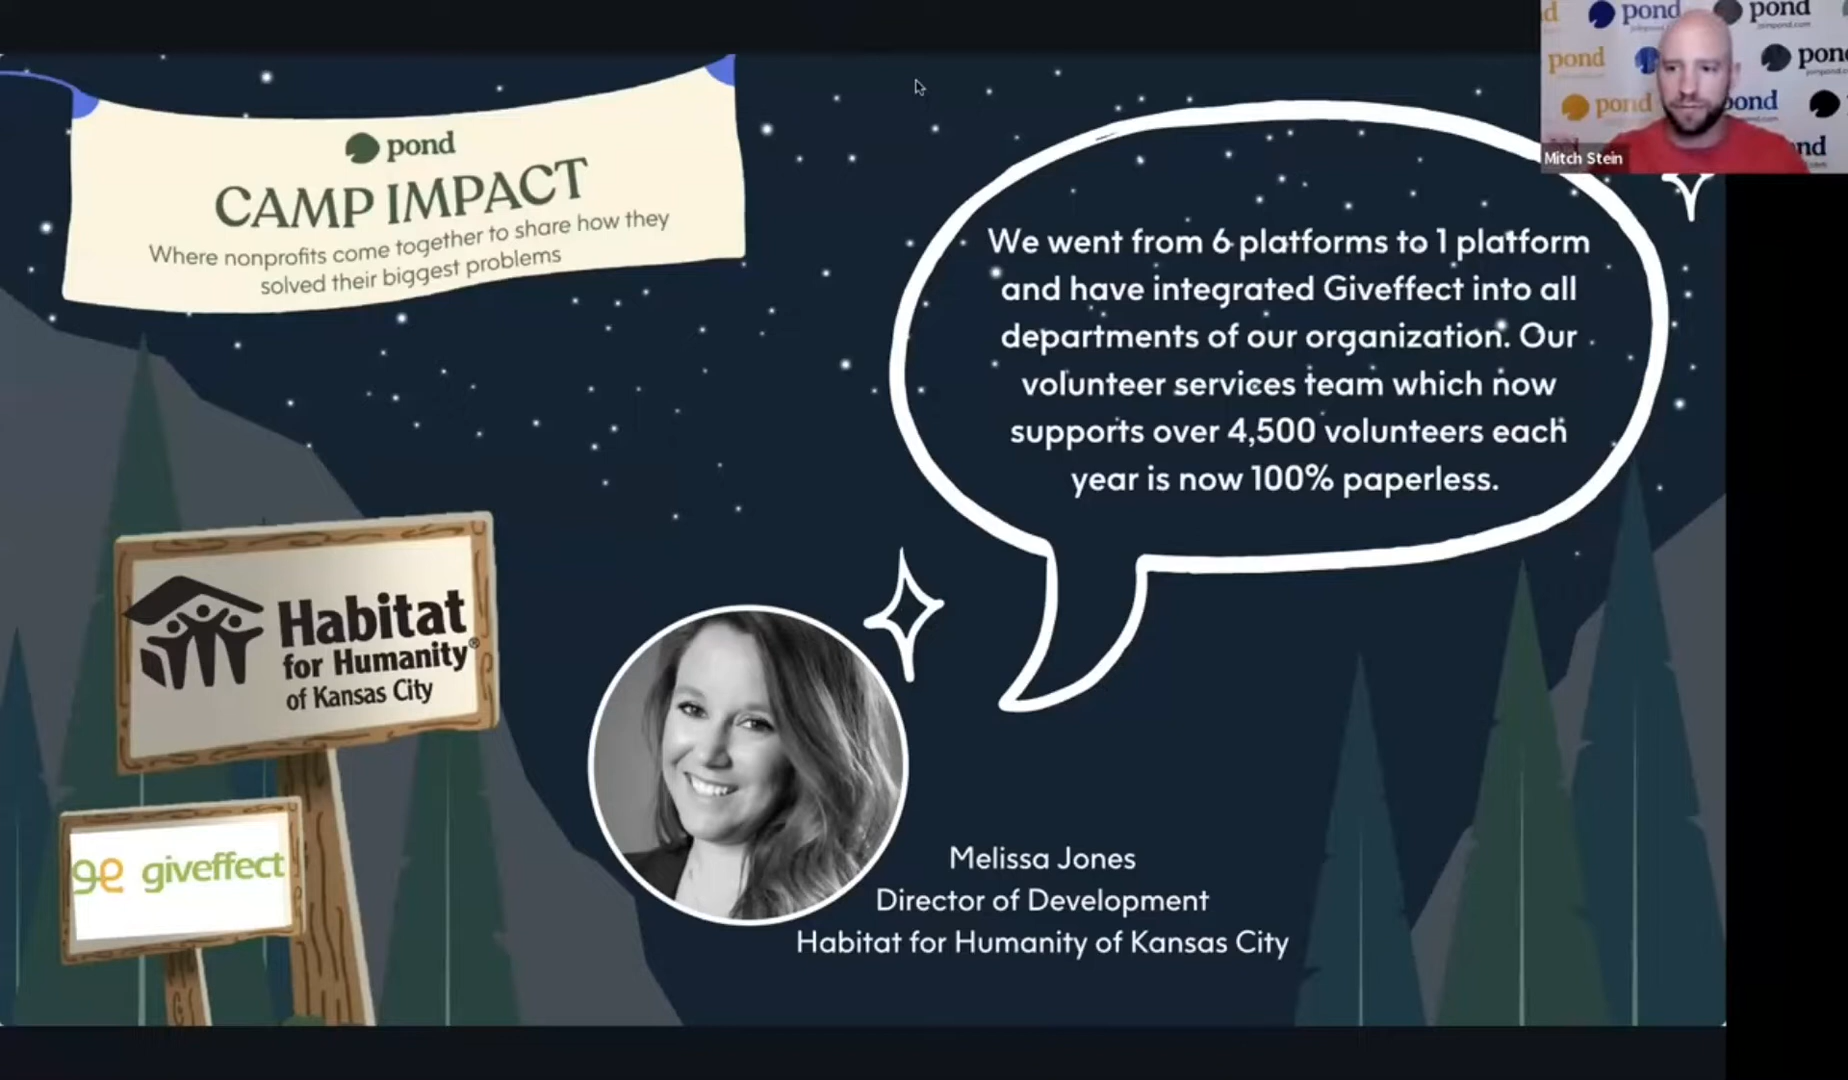 pond
CAMP IMPACT
Where nonprofits come together to share how they
solved their biggest problems
We went from 6 platforms to 1 platform
and have integrated Giveffect into all
departments of our organization. Our
volunteer services team which now
supports over 4,500 volunteers each
year is now 100% paperless.
Habitat
for Humanity®
of Kansas City
ge giveffect
Melissa Jones
Director of Development
Habitat for Humanity of Kansas City
pond
pond
joinpond.com
pond
pond
pond
Mitch Stein